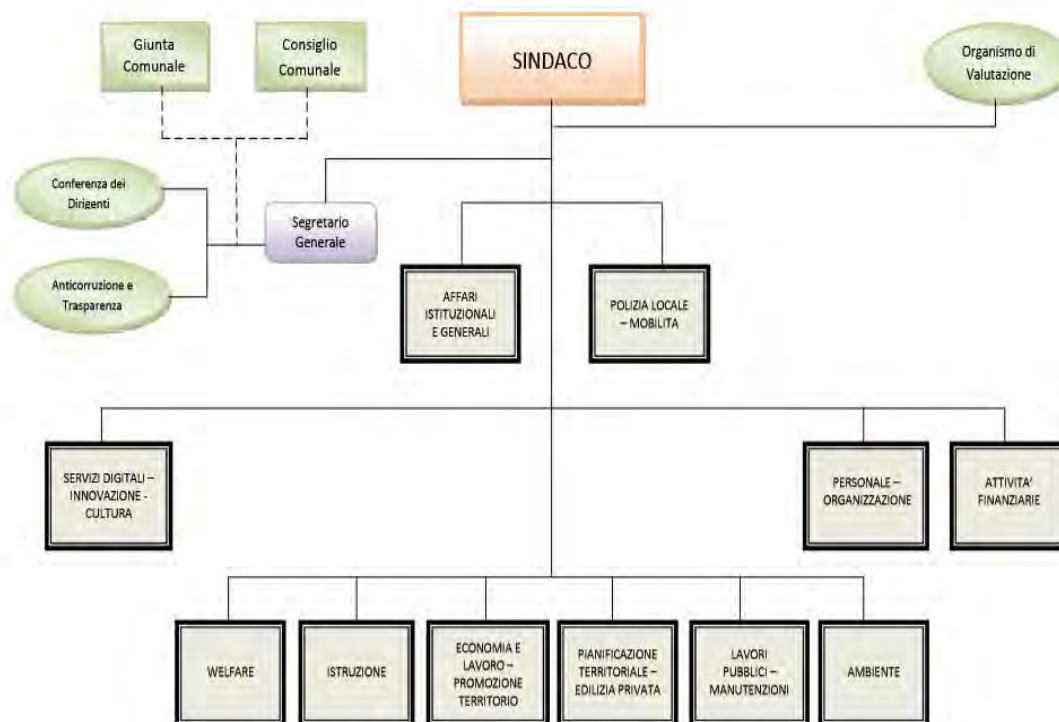 Giunta
Comunale
Consiglio
Comunale
SINDACO
Organismo di
Valutazione
Conferenza dei
Dirigenti
Segretario
Generale
Anticorruzione e
Trasparenza
AFFARI
ISTITUZIONALI
E GENERALI
POLIZIA LOCALE
– MOBILITA
SERVIZI DIGITALI –
INNOVAZIONE -
CULTURA
PERSONALE –
ORGANIZZAZIONE
ATTIVITA'
FINANZIARIE
WELFARE
ISTRUZIONE
ECONOMIA E
LAVORO –
PROMOZIONE
TERRITORIO
PIANIFICAZIONE
TERRITORIALE –
EDILIZIA PRIVATA
LAVORI
PUBBLICI –
MANUTENZIONI
AMBIENTE